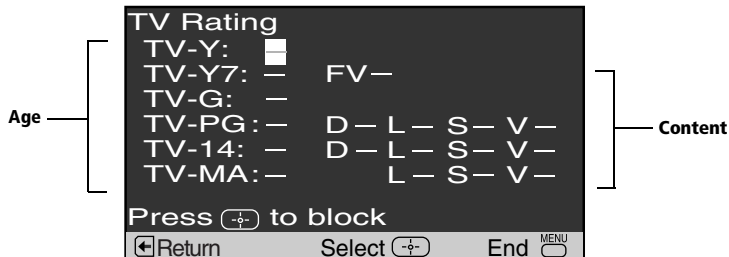 TV Rating
TV-Y: —
TV-Y7: — FV—
TV-G: —
TV-PG: — D— L— S— V—
TV-14: — D— L— S— V—
TV-MA: — L— S— V—
Age
Content
Press to block
Return Select End MENU